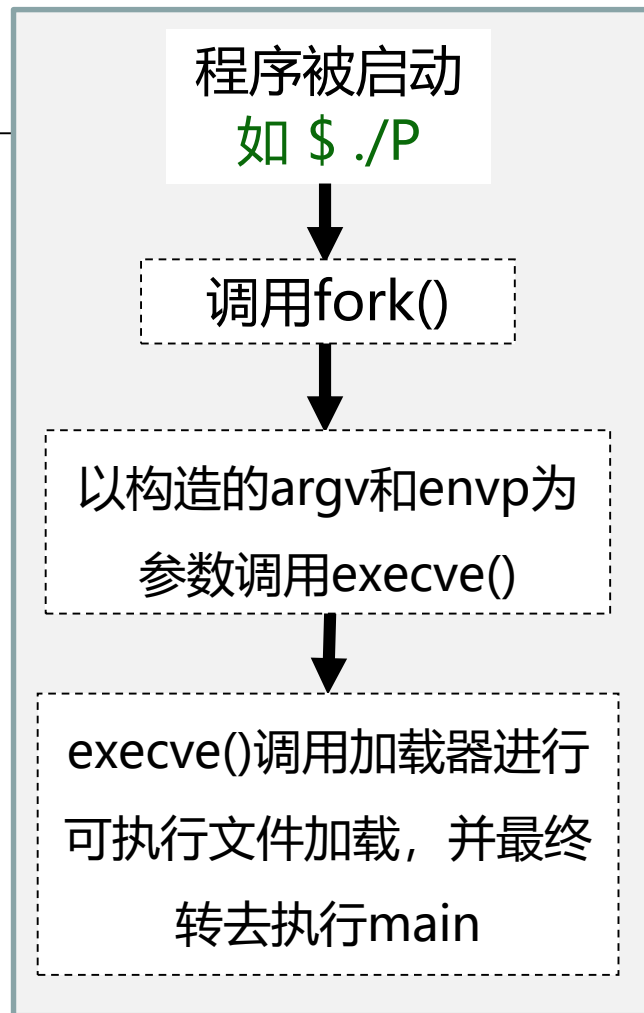 程序被启动
如 $ ./P
调用fork()
以构造的argv和envp为
参数调用execve()
execve()调用加载器进行
可执行文件加载，并最终
转去执行main